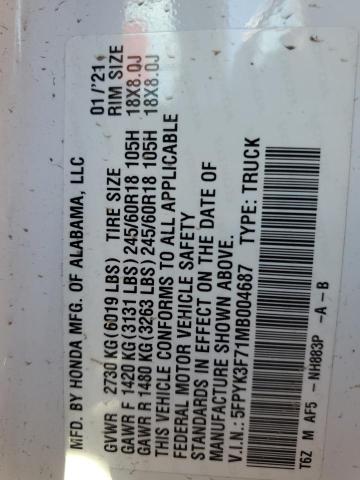 MFD. BY HONDA MFG. OF ALABAMA, LLC 01/'21
GVWR 2730 KG (6019 LBS) TIRE SIZE RIM SIZE
GAWR F 1420 KG (3131 LBS) 245/60R18 105H 18X8.0J
GAWR R 1480 KG (3263 LBS) 245/60R18 105H 18X8.0J
THIS VEHICLE CONFORMS TO ALL APPLICABLE
FEDERAL MOTOR VEHICLE SAFETY
STANDARDS IN EFFECT ON THE DATE OF
MANUFACTURE SHOWN ABOVE.
V.I.N.: 5FPYK3F71MB004687 TYPE: TRUCK
T6Z M AF5 -NH883P -A-B